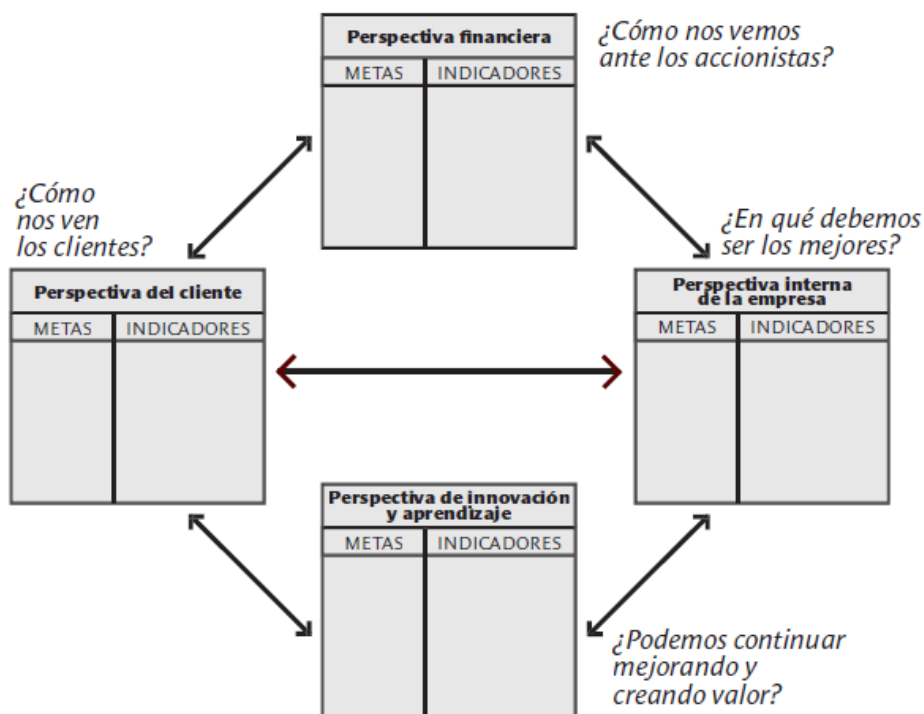 Perspectiva financiera
METAS INDICADORES
¿Cómo nos vemos
ante los accionistas?
¿Cómo
nos ven
los clientes?
Perspectiva del cliente
METAS INDICADORES
¿En qué debemos
ser los mejores?
Perspectiva interna
de la empresa
METAS INDICADORES
Perspectiva de innovación
y aprendizaje
METAS INDICADORES
¿Podemos continuar
mejorando y
creando valor?